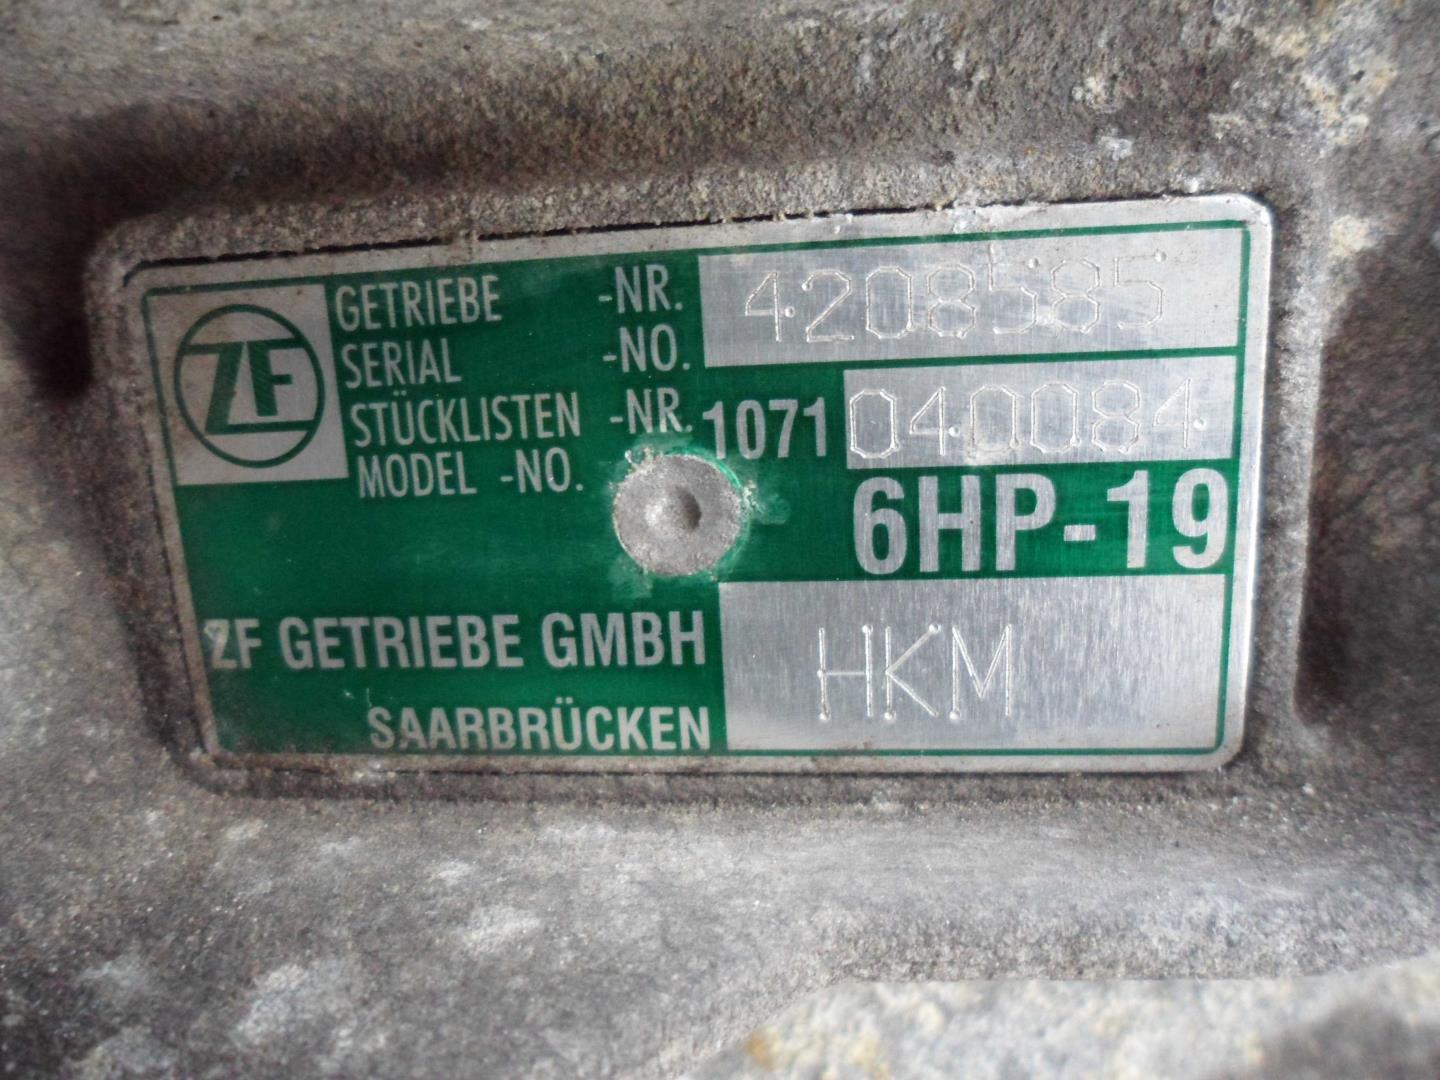 ZF
GETRIEBE -NR. 4208585
SERIAL -NO.
STÜCKLISTEN -NR. 1071 040084
MODEL -NO.
6HP-19
ZF GETRIEBE GMBH
HKM
SAARBRÜCKEN